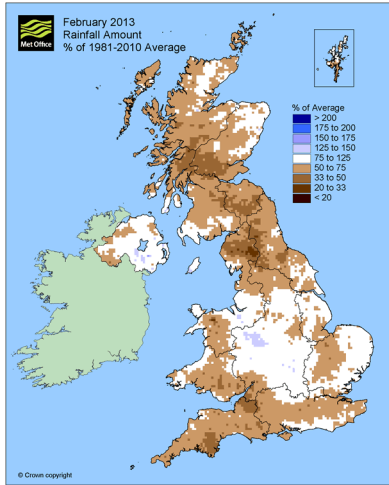 Met Office
February 2013
Rainfall Amount
% of 1981-2010 Average
% of Average
> 200
175 to 200
150 to 175
125 to 150
75 to 125
50 to 75
33 to 50
20 to 33
< 20
© Crown copyright